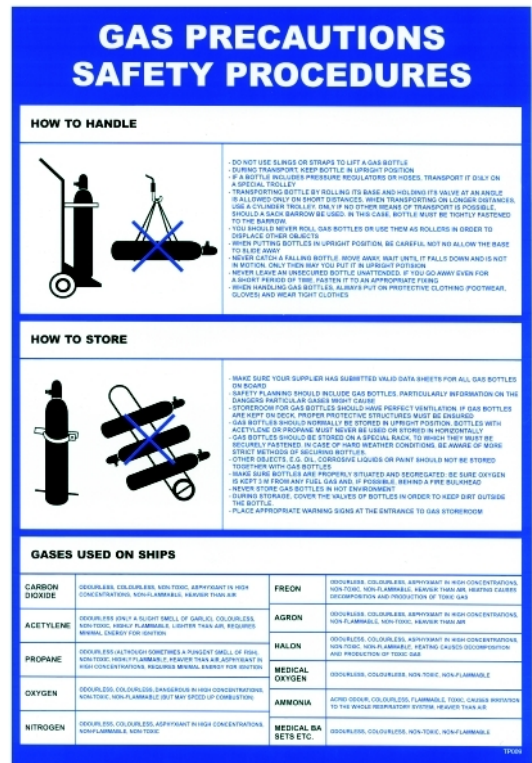 GAS PRECAUTIONS
SAFETY PROCEDURES
HOW TO HANDLE
- DO NOT USE SLINGS OR STRAPS TO LIFT A GAS BOTTLE
- DURING TRANSPORT, KEEP BOTTLE IN UPRIGHT POSITION
- IF A BOTTLE INCLUDES PRESSURE REGULATORS OR HOSES, TRANSPORT IT ONLY ON
A SPECIAL TROLLEY
- TRANSPORTING BOTTLE BY ROLLING ITS BASE AND HOLDING ITS VALVE AT AN ANGLE
IS ALLOWED ONLY ON SHORT DISTANCES. WHEN TRANSPORTING ON LONGER DISTANCES,
USE A CYLINDER TROLLEY. ONLY IF NO OTHER MEANS OF TRANSPORT IS POSSIBLE,
SHOULD A SACK BARROW BE USED. IN THIS CASE, BOTTLE MUST BE TIGHTLY FASTENED
TO THE BARROW.
- YOU SHOULD NEVER ROLL GAS BOTTLES OR USE THEM AS ROLLERS IN ORDER TO
DISPLACE OTHER OBJECTS
- WHEN PUTTING BOTTLES IN UPRIGHT POSITION, BE CAREFUL NOT NO ALLOW THE BASE
TO SLIDE AWAY
- NEVER CATCH A FALLING BOTTLE. MOVE AWAY, WAIT UNTIL IT FALLS DOWN AND IS NOT
IN MOTION. ONLY THEN MAY YOU PUT IT IN UPRIGHT POTISION
- NEVER LEAVE AN UNSECURED BOTTLE UNATTENDED. IF YOU GO AWAY EVEN FOR
A SHORT PERIOD OF TIME, FASTEN IT TO AN APPROPRIATE FIXING
- WHEN HANDLING GAS BOTTLES, ALWAYS PUT ON PROTECTIVE CLOTHING (FOOTWEAR,
GLOVES) AND WEAR TIGHT CLOTHES
HOW TO STORE
- MAKE SURE YOUR SUPPLIER HAS SUBMITTED VALID DATA SHEETS FOR ALL GAS BOTTLES
ON BOARD
- SAFETY PLANNING SHOULD INCLUDE GAS BOTTLES, PARTICULARLY INFORMATION ON THE
DANGERS PARTICULAR GASES MIGHT CAUSE
- STOREROOM FOR GAS BOTTLES SHOULD HAVE PERFECT VENTILATION. IF GAS BOTTLES
ARE KEPT ON DECK, PROPER PROTECTIVE STRUCTURES MUST BE ENSURED
- GAS BOTTLES SHOULD NORMALLY BE STORED IN UPRIGHT POSITION. BOTTLES WITH
ACETYLENE OR PROPANE MUST NEVER BE USED OR STORED IN HORIZONTALLY
- GAS BOTTLES SHOULD BE STORED ON A SPECIAL RACK, TO WHICH THEY MUST BE
SECURELY FASTENED. IN CASE OF HARD WEATHER CONDITIONS, BE AWARE OF MORE
STRICT METHODS OF SECURING BOTTLES.
- OTHER OBJECTS, E.G. OIL, CORROSIVE LIQUIDS OR PAINT SHOULD NOT BE STORED
TOGETHER WITH GAS BOTTLES
- MAKE SURE BOTTLES ARE PROPERLY SITUATED AND SEGREGATED: BE SURE OXYGEN
IS KEPT 3 M FROM ANY FUEL GAS AND, IF POSSIBLE, BEHIND A FIRE BULKHEAD
- NEVER STORE GAS BOTTLES IN HOT ENVIRONMENT
- DURING STORAGE, COVER THE VALVES OF BOTTLES IN ORDER TO KEEP DIRT OUTSIDE
THE BOTTLE.
- PLACE APPROPRIATE WARNING SIGNS AT THE ENTRANCE TO GAS STOREROOM
GASES USED ON SHIPS
CARBON
DIOXIDE
ODOURLESS, COLOURLESS, NON-TOXIC, ASPHYXIANT IN HIGH
CONCENTRATIONS, NON-FLAMMABLE, HEAVIER THAN AIR
ACETYLENE
ODOURLESS (ONLY A SLIGHT SMELL OF GARLIC), COLOURLESS,
NON-TOXIC, HIGHLY FLAMMABLE, LIGHTER THAN AIR, REQUIRES
MINIMAL ENERGY FOR IGNITION
PROPANE
ODOURLESS (ALTHOUGH SOMETIMES A PUNGENT SMELL OF FISH),
NON-TOXIC, HIGHLY FLAMMABLE, HEAVIER THAN AIR, ASPHYXIANT IN
HIGH CONCENTRATIONS, REQUIRES MINIMAL ENERGY FOR IGNITION
OXYGEN
ODOURLESS, COLOURLESS, DANGEROUS IN HIGH CONCENTRATIONS,
NON-TOXIC, NON-FLAMMABLE (BUT MAY SPEED UP COMBUSTION)
NITROGEN
ODOURLESS, COLOURLESS, ASPHYXIANT IN HIGH CONCENTRATIONS,
NON-FLAMMABLE, NON-TOXIC
FREON
ODOURLESS, COLOURLESS, ASPHYXIANT IN HIGH CONCENTRATIONS,
NON-TOXIC, NON-FLAMMABLE, HEAVIER THAN AIR, HEATING CAUSES
DECOMPOSITION AND PRODUCTION OF TOXIC GAS
AGRON
ODOURLESS, COLOURLESS, ASPHYXIANT IN HIGH CONCENTRATIONS,
NON-FLAMMABLE, NON-TOXIC, HEAVIER THAN AIR
HALON
ODOURLESS, COLOURLESS, ASPHYXIANT IN HIGH CONCENTRATIONS,
NON-TOXIC, NON-FLAMMABLE, HEATING CAUSES DECOMPOSITION
AND PRODUCTION OF TOXIC GAS
MEDICAL
OXYGEN
ODOURLESS, COLOURLESS, NON-TOXIC, NON-FLAMMABLE
AMMONIA
ACRID ODOUR, COLOURLESS, FLAMMABLE, TOXIC, CAUSES IRRITATION
TO THE WHOLE RESPIRATORY SYSTEM, HEAVIER THAN AIR
MEDICAL BA
SETS ETC.
ODOURLESS, COLOURLESS, NON-TOXIC, NON-FLAMMABLE